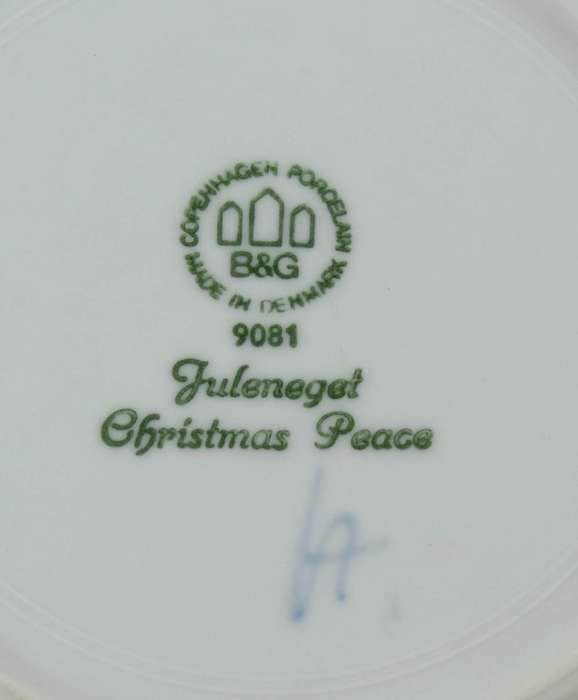 COPENHAGEN PORCELAIN
B&G
MADE IN DENMARK
9081
Juleneget
Christmas Peace